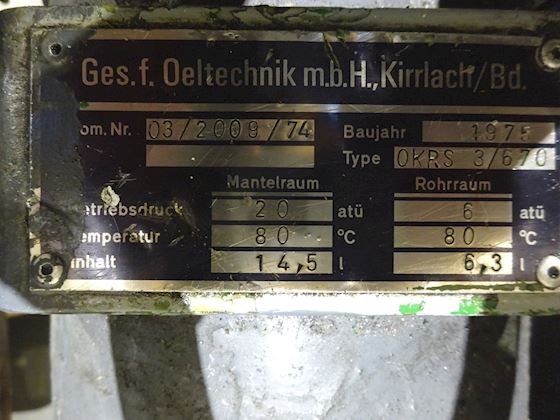 Ges. f. Oeltechnik m.b.H., Kirrlach/Bd.
om. Nr. 03/2009/74 Baujahr 1975
Type OKRS 3/670
Mantelraum Rohrraum
etriebsdruck 20 atü 6 atü
emperatur 80 °C 80 °C
nhalt 14,5 l 6,3 l